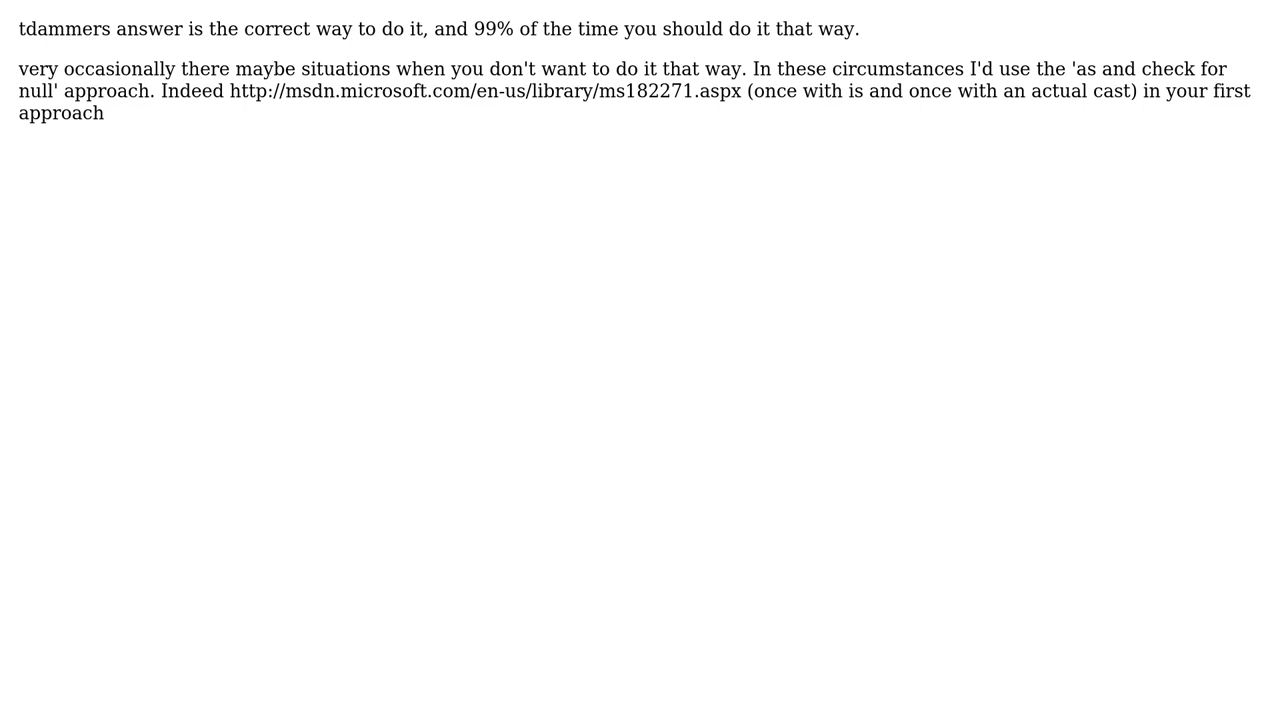 tdammers answer is the correct way to do it, and 99% of the time you should do it that way.
very occasionally there maybe situations when you don't want to do it that way. In these circumstances I'd use the 'as and check for
null' approach. Indeed http://msdn.microsoft.com/en-us/library/ms182271.aspx (once with is and once with an actual cast) in your first
approach